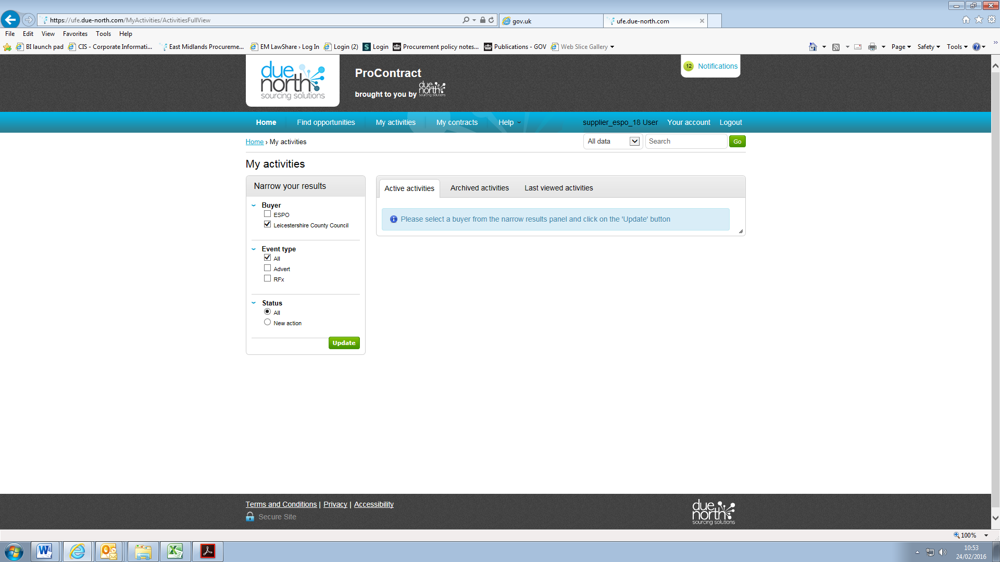 https://ufe.due-north.com/MyActivities/ActivitiesFullView
gov.uk
ufe.due-north.com
File Edit View Favorites Tools Help
BI launch pad CIS - Corporate Informati... East Midlands Procureme... EM LawShare › Log In Login (2) Login Procurement policy notes... Publications - GOV Web Slice Gallery
Page Safety Tools
due north sourcing solutions
ProContract
brought to you by due north sourcing solutions
12 Notifications
Home Find opportunities My activities My contracts Help supplier_espo_18 User Your account Logout
Home › My activities
All data Search Go
My activities
Narrow your results
Buyer
ESPO
Leicestershire County Council
Event type
All
Advert
RFx
Status
All
New action
Update
Active activities Archived activities Last viewed activities
Please select a buyer from the narrow results panel and click on the 'Update' button
Terms and Conditions | Privacy | Accessibility
Secure Site
due north sourcing solutions
100%
10:53
24/02/2016